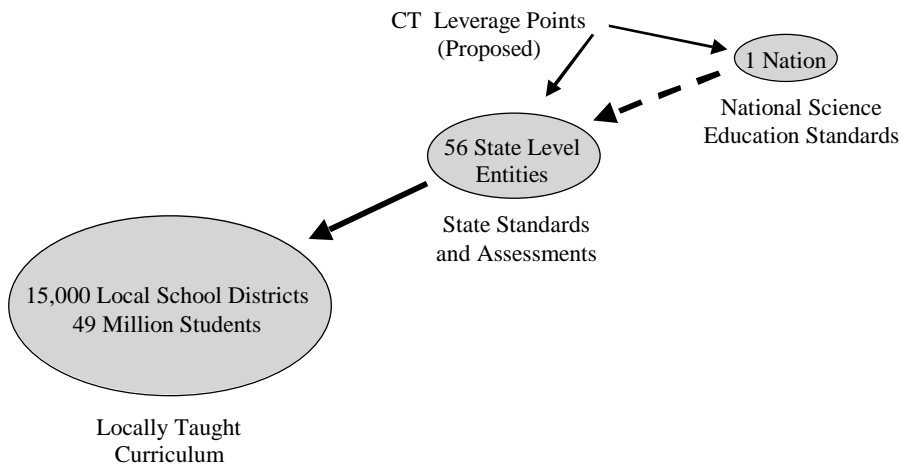 CT Leverage Points
(Proposed)
1 Nation
National Science
Education Standards
56 State Level
Entities
State Standards
and Assessments
15,000 Local School Districts
49 Million Students
Locally Taught
Curriculum